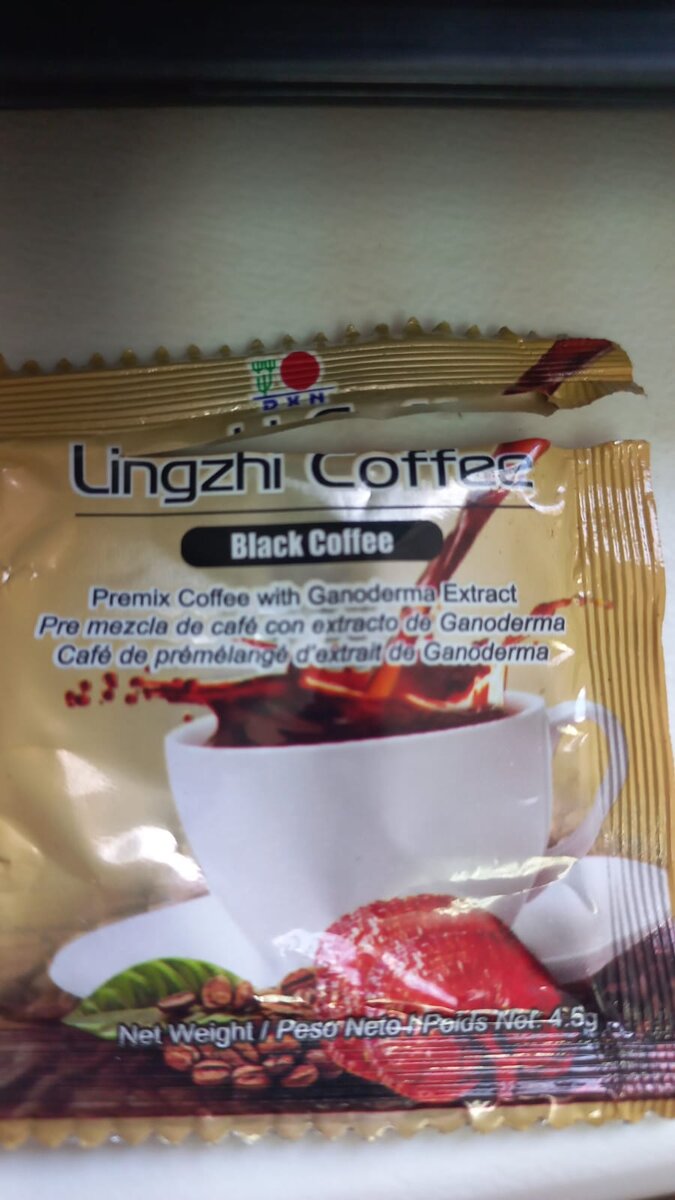 DXN
Lingzhi Coffee
Black Coffee
Premix Coffee with Ganoderma Extract
Pre mezcla de café con extracto de Ganoderma
Café de prémélangé d'extrait de Ganoderma
Net Weight / Peso Neto / Poids Net: 4.5g